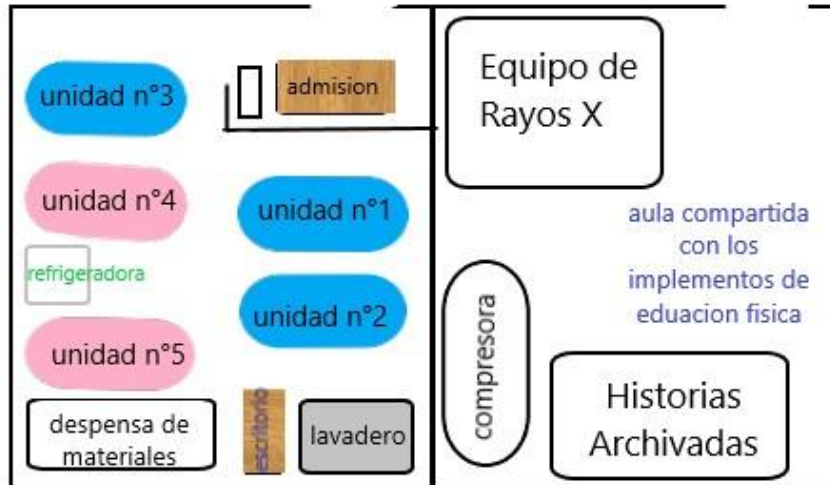 unidad n°3
admision
Equipo de
Rayos X
unidad n°4
unidad n°1
aula compartida
con los
implementos de
eduacion fisica
refrigeradora
unidad n°2
compresora
unidad n°5
despensa de
materiales
escritorio
lavadero
Historias
Archivadas